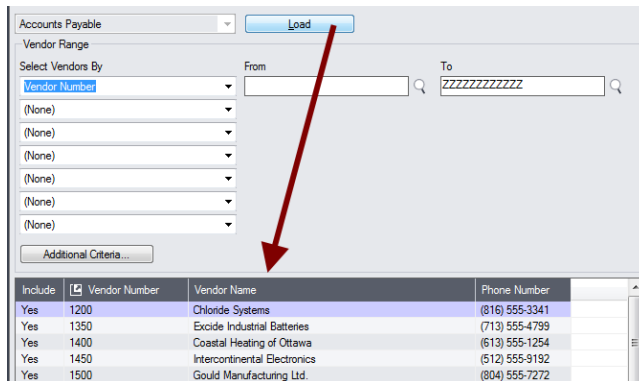 Accounts Payable Load
Vendor Range
Select Vendors By From To
Vendor Number ZZZZZZZZZZZZ
(None)
(None)
(None)
(None)
(None)
(None)
Additional Criteria...
Include Vendor Number Vendor Name Phone Number
Yes 1200 Chloride Systems (816) 555-3341
Yes 1350 Excide Industrial Batteries (713) 555-4799
Yes 1400 Coastal Heating of Ottawa (613) 555-1254
Yes 1450 Intercontinental Electronics (512) 555-9192
Yes 1500 Gould Manufacturing Ltd. (804) 555-7272